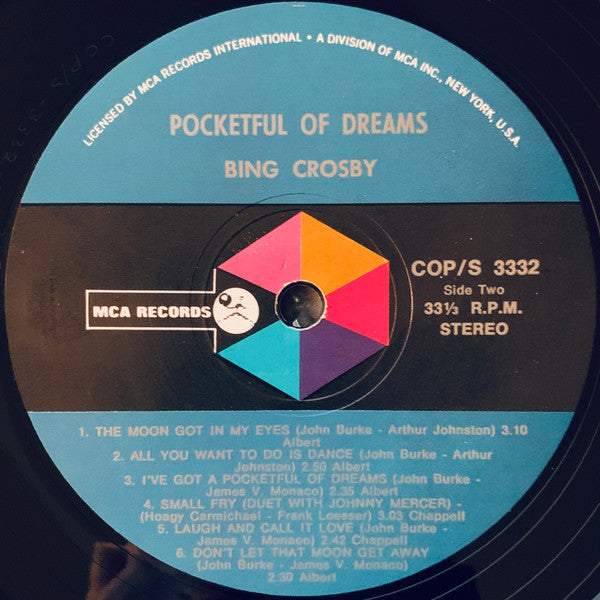 LICENSED BY MCA RECORDS INTERNATIONAL • A DIVISION OF MCA INC., NEW YORK, U.S.A.
POCKETFUL OF DREAMS
BING CROSBY
COP/S 3332
Side Two
33⅓ R.P.M.
STEREO
MCA RECORDS
1. THE MOON GOT IN MY EYES (John Burke - Arthur Johnston) 3.10
Albert
2. ALL YOU WANT TO DO IS DANCE (John Burke - Arthur
Johnston) 2.50 Albert
3. I'VE GOT A POCKETFUL OF DREAMS (John Burke -
James V. Monaco) 2.35 Albert
4. SMALL FRY (DUET WITH JOHNNY MERCER) -
(Hoagy Carmichael - Frank Loesser) 3.03 Chappell
5. LAUGH AND CALL IT LOVE (John Burke -
James V. Monaco) 2.42 Chappell
6. DON'T LET THAT MOON GET AWAY
(John Burke - James V. Monaco)
2.30 Albert
COP/S-3332